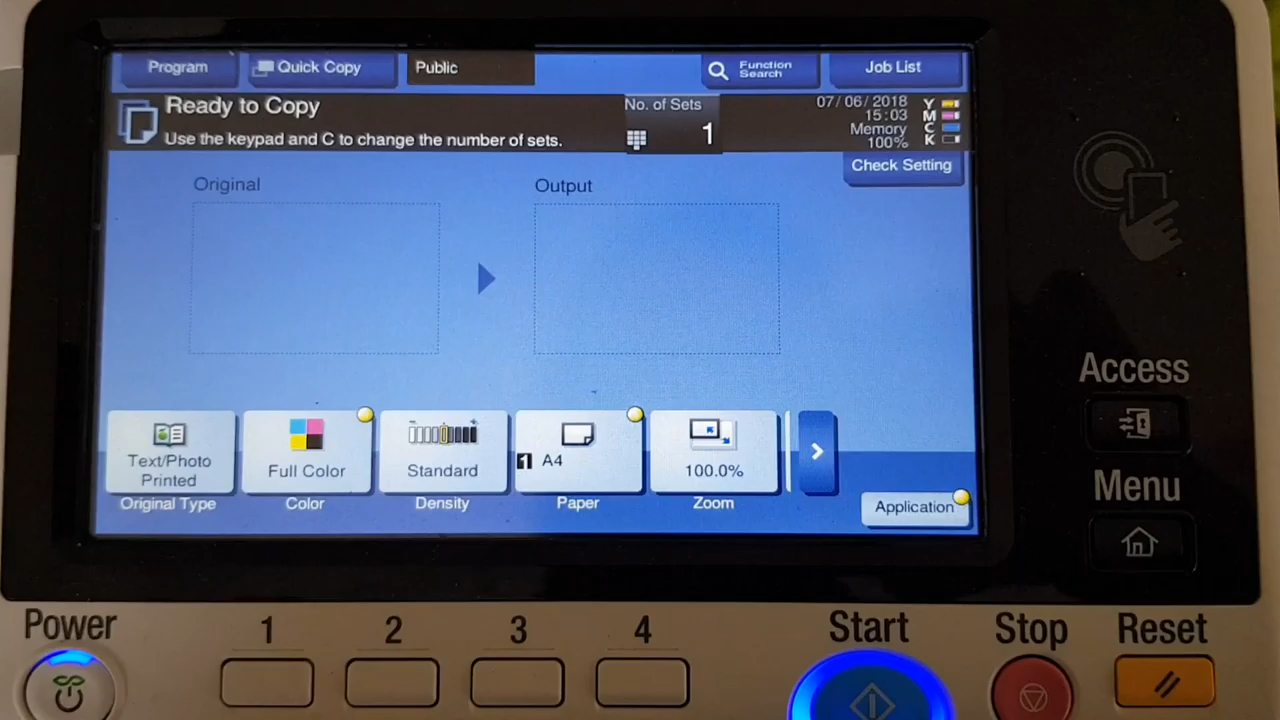 Program
Quick Copy
Public
Function
Search
Job List
Ready to Copy
Use the keypad and C to change the number of sets.
No. of Sets
1
07/06/2018
15:03
Memory
100%
Y
M
C
K
Check Setting
Original
Output
Text/Photo
Printed
Original Type
Full Color
Color
Standard
Density
1 A4
Paper
100.0%
Zoom
Application
Access
Menu
Power
1
2
3
4
Start
Stop
Reset